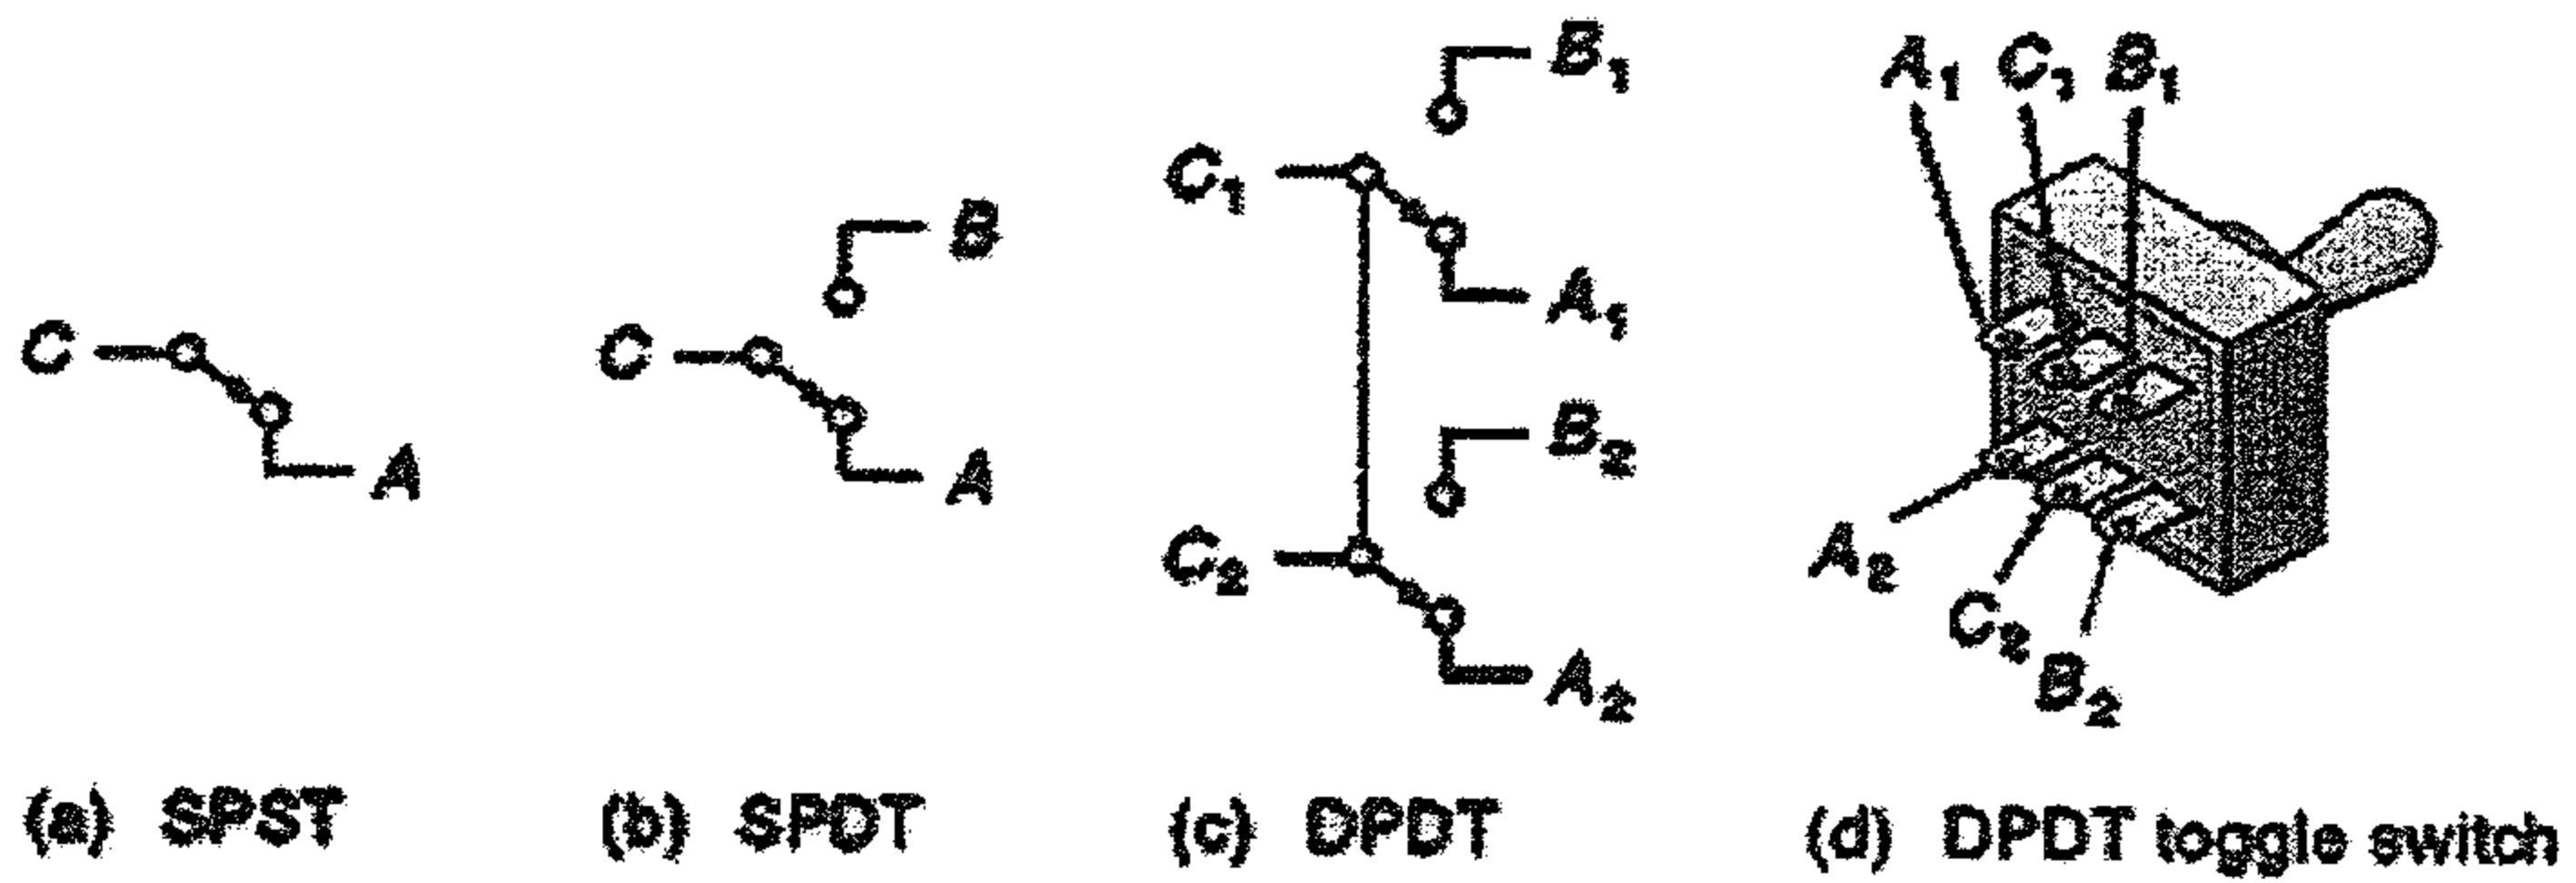 C
A
(a) SPST
B
C
A
(b) SPDT
B₁
C₁
A₁
B₂
C₂
A₂
(c) DPDT
A₁ C₁ B₁
A₂
C₂
B₂
(d) DPDT toggle switch